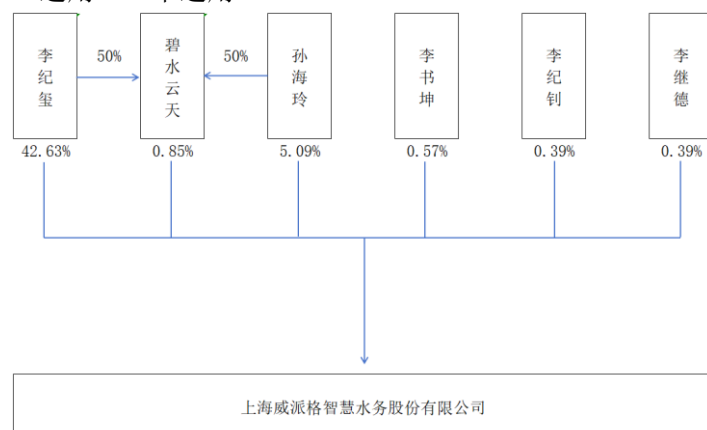 李纪玺
50%
碧水云天
50%
孙海玲
李书坤
李纪钊
李继德
42.63%
0.85%
5.09%
0.57%
0.39%
0.39%
上海威派格智慧水务股份有限公司